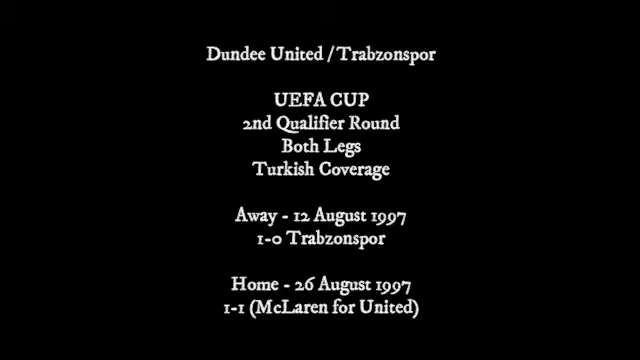 Dundee United / Trabzonspor
UEFA CUP
2nd Qualifier Round
Both Legs
Turkish Coverage
Away - 12 August 1997
1-0 Trabzonspor
Home - 26 August 1997
1-1 (McLaren for United)